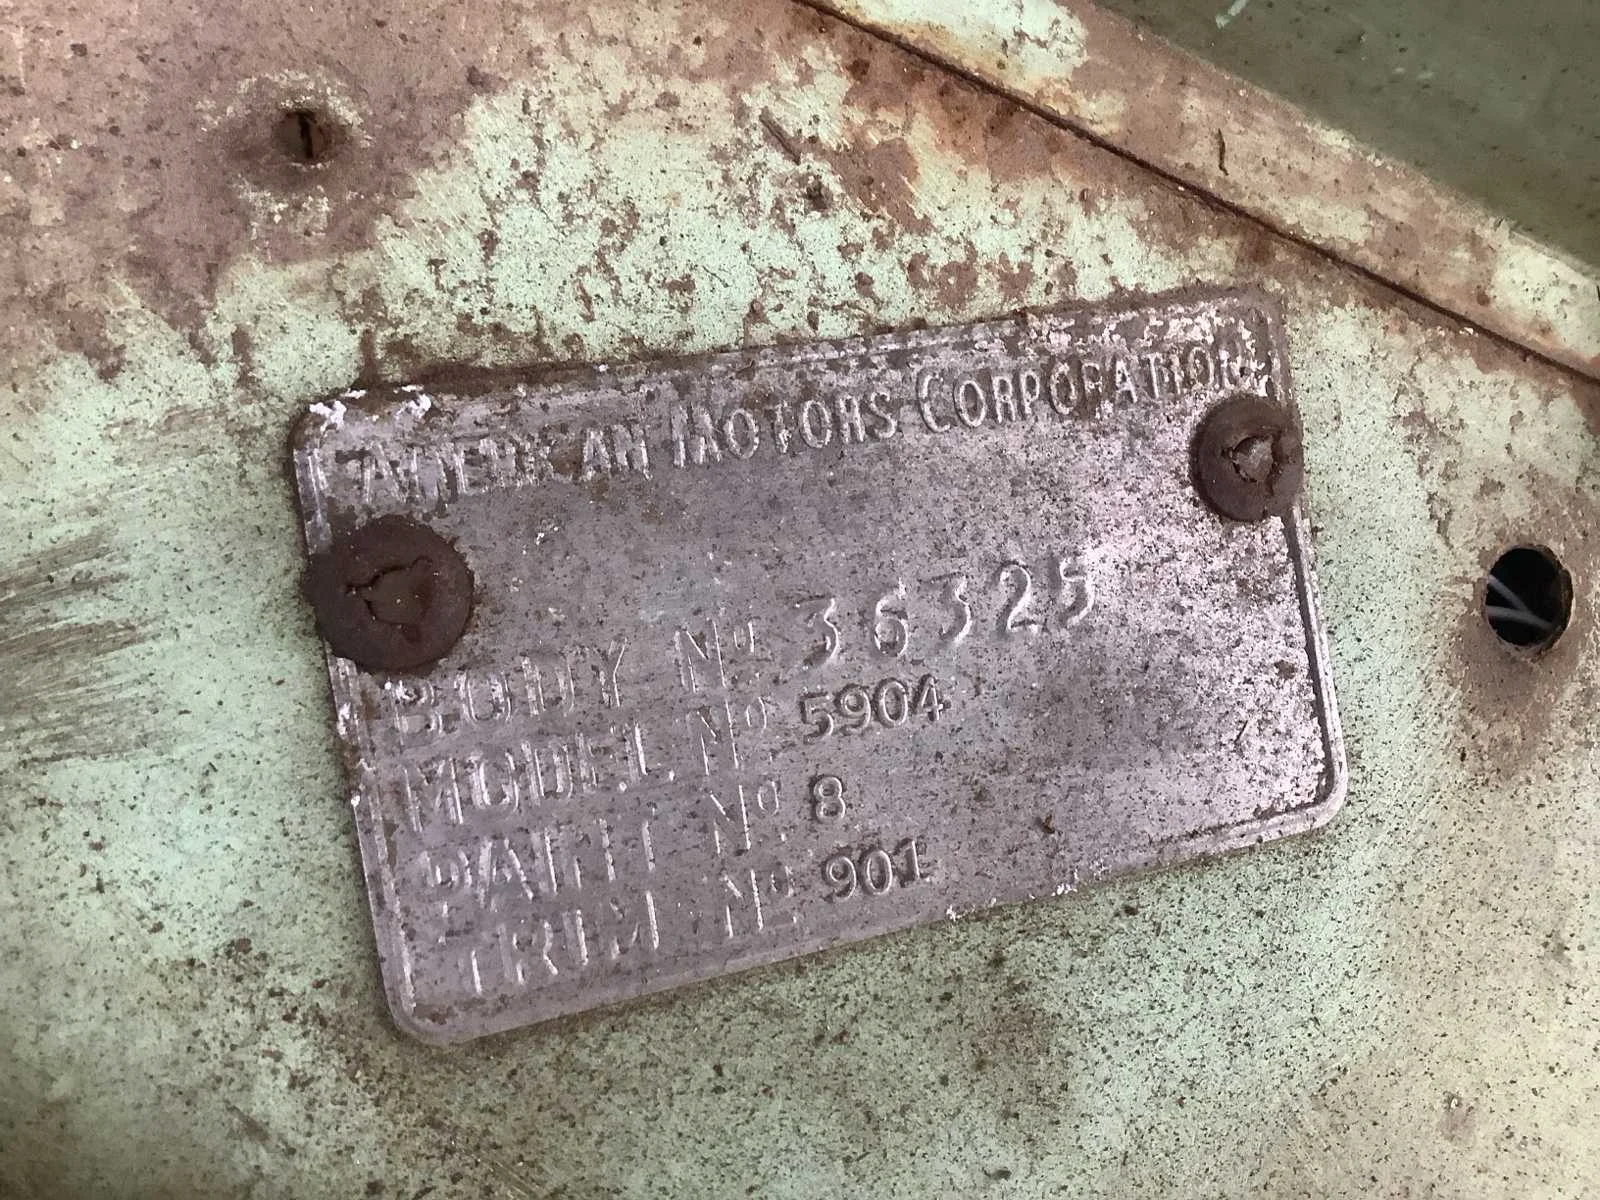 AMERICAN MOTORS CORPORATION
BODY Nº 36325
MODEL Nº 5904
PAINT Nº 8
TRIM Nº 901